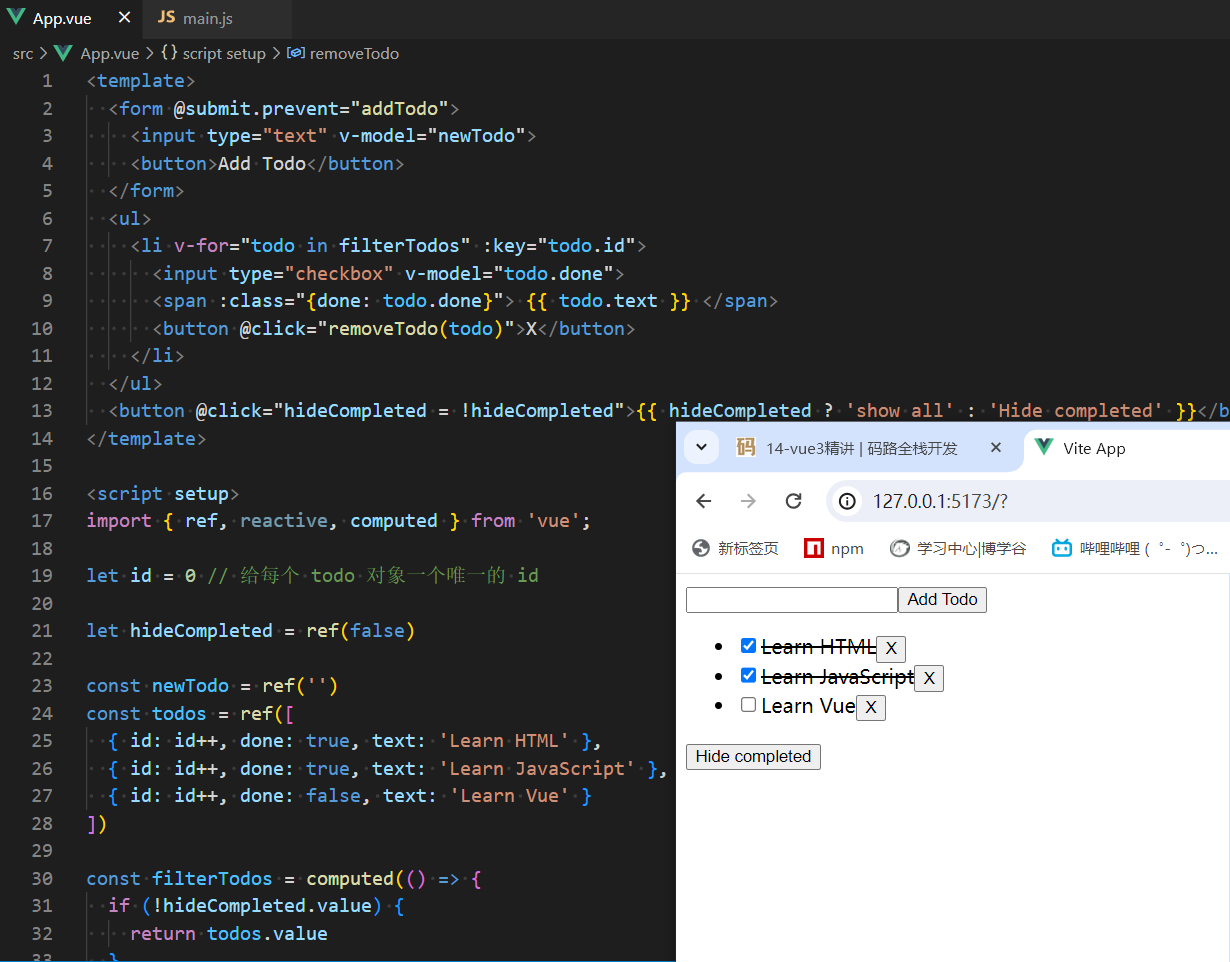 App.vue
JS main.js
src > App.vue > {} script setup > removeTodo
1 <template>
2 <form @submit.prevent="addTodo">
3 <input type="text" v-model="newTodo">
4 <button>Add Todo</button>
5 </form>
6 <ul>
7 <li v-for="todo in filterTodos" :key="todo.id">
8 <input type="checkbox" v-model="todo.done">
9 <span :class="{done: todo.done}"> {{ todo.text }} </span>
10 <button @click="removeTodo(todo)">X</button>
11 </li>
12 </ul>
13 <button @click="hideCompleted = !hideCompleted">{{ hideCompleted ? 'show all' : 'Hide completed' }}</b
14 </template>
15
16 <script setup>
17 import { ref, reactive, computed } from 'vue';
18
19 let id = 0 // 给每个 todo 对象一个唯一的 id
20
21 let hideCompleted = ref(false)
22
23 const newTodo = ref('')
24 const todos = ref([
25 { id: id++, done: true, text: 'Learn HTML' },
26 { id: id++, done: true, text: 'Learn JavaScript' },
27 { id: id++, done: false, text: 'Learn Vue' }
28 ])
29
30 const filterTodos = computed(() => {
31 if (!hideCompleted.value) {
32 return todos.value
33 }
码 14-vue3精讲 | 码路全栈开发
Vite App
127.0.0.1:5173/?
新标签页
npm
学习中心|博学谷
哔哩哔哩 ( ゜- ゜)つ...
Add Todo
Learn HTML X
Learn JavaScript X
Learn Vue X
Hide completed